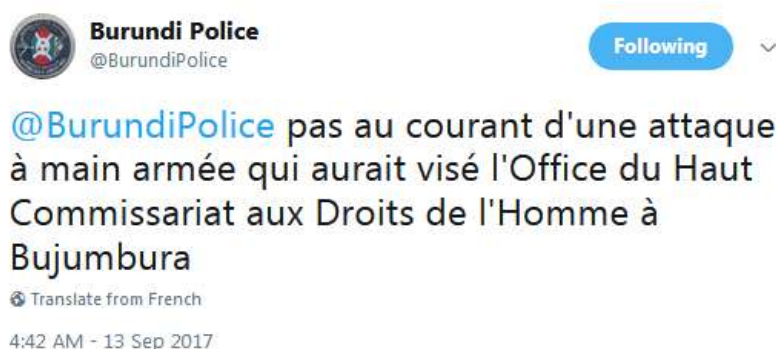 Burundi Police
@BurundiPolice
Following
@BurundiPolice pas au courant d'une attaque
à main armée qui aurait visé l'Office du Haut
Commissariat aux Droits de l'Homme à
Bujumbura
Translate from French
4:42 AM - 13 Sep 2017